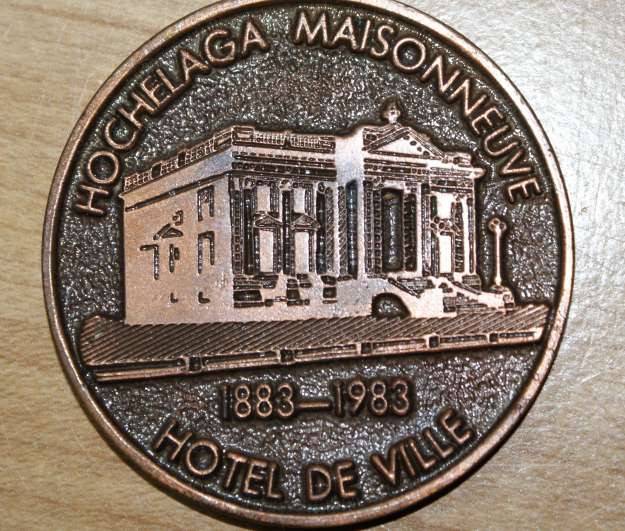 HOCHELAGA MAISONNEUVE
1883-1983
HOTEL DE VILLE